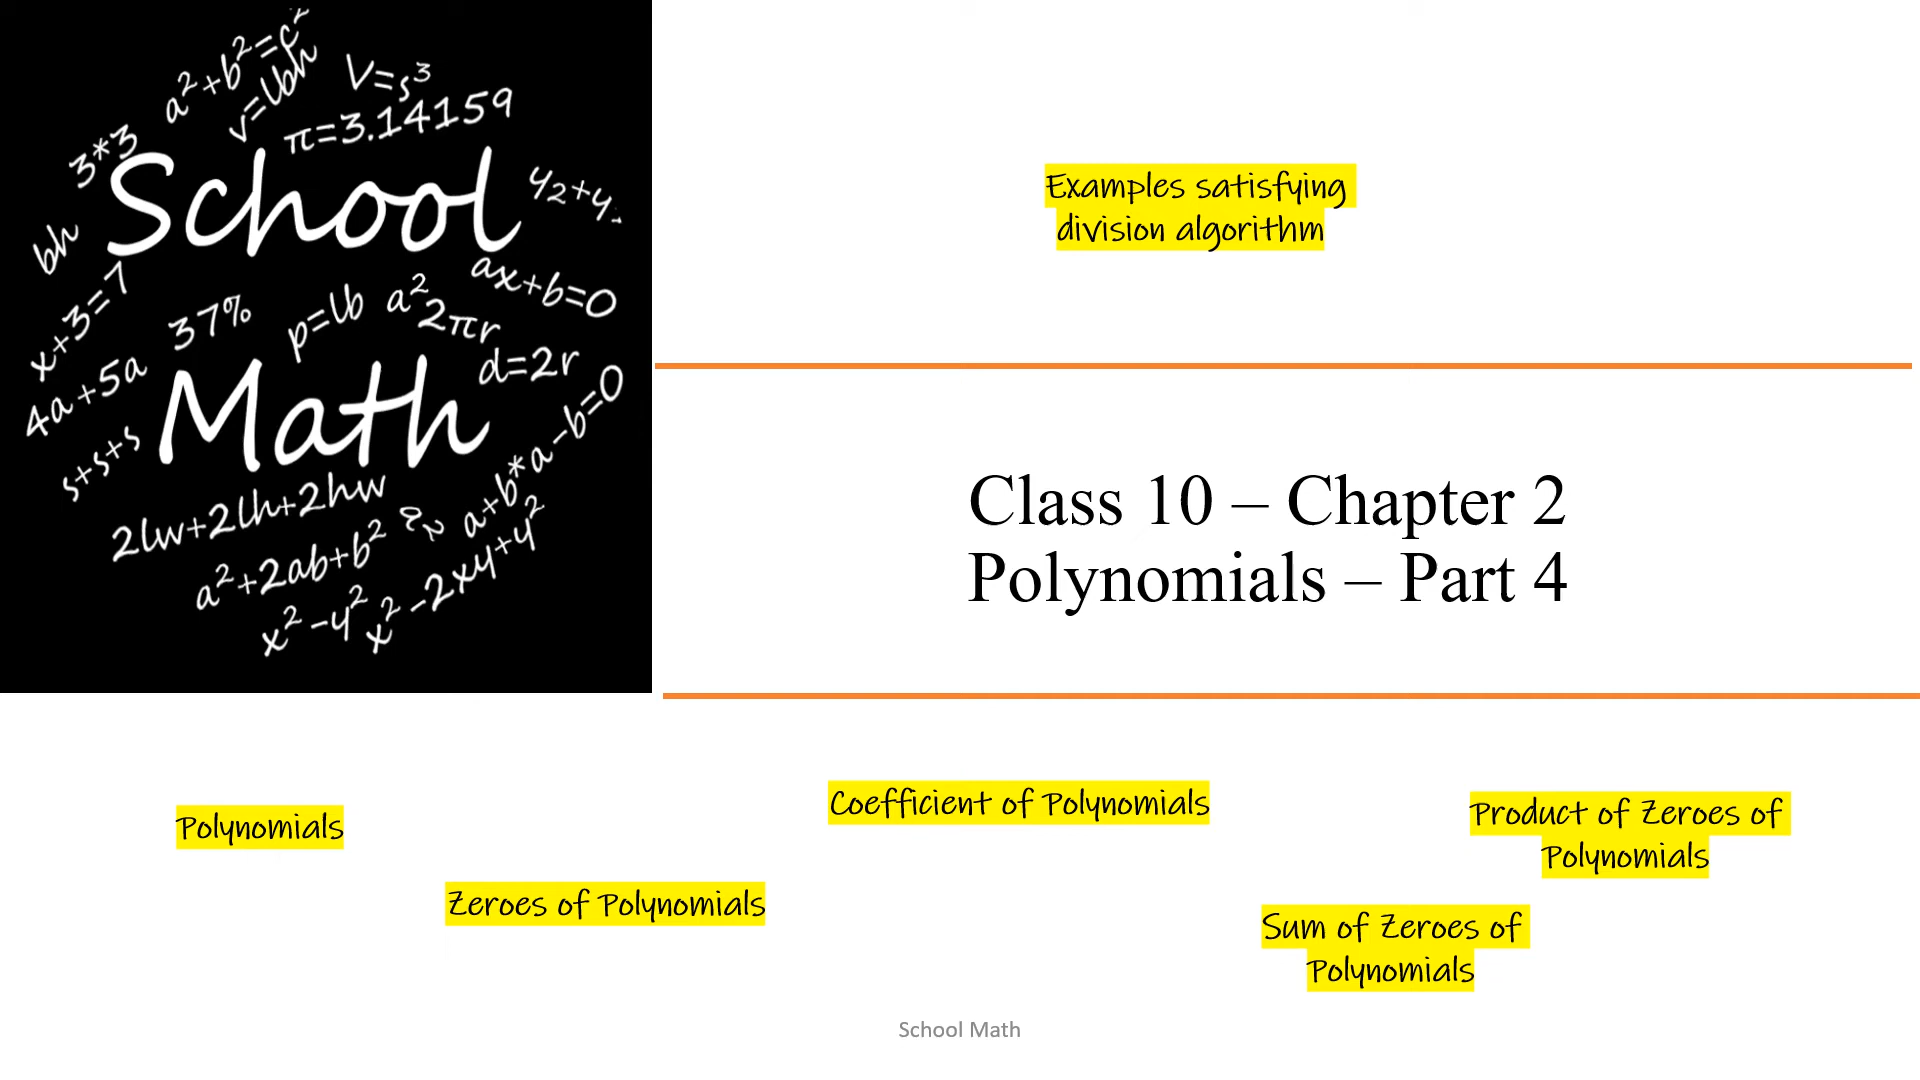 a²+b²=c²
v=lbh
V=s³
π=3.14159
3*3
School
y2+y
bh
ax+b=0
x+3=7
37%
p=lb
a²
2πr
d=2r
4a+5a
Math
s+s+s
a+b*a-b=0
2lw+2lh+2hw
a²+2ab+b²
x²-y²
x²-2xy+y²
Examples satisfying
division algorithm
Class 10 – Chapter 2
Polynomials – Part 4
Polynomials
Zeroes of Polynomials
Coefficient of Polynomials
Sum of Zeroes of
Polynomials
Product of Zeroes of
Polynomials
School Math